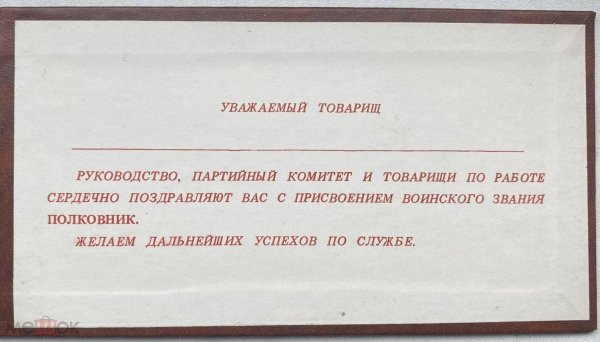 УВАЖАЕМЫЙ ТОВАРИЩ
РУКОВОДСТВО, ПАРТИЙНЫЙ КОМИТЕТ И ТОВАРИЩИ ПО РАБОТЕ
СЕРДЕЧНО ПОЗДРАВЛЯЮТ ВАС С ПРИСВОЕНИЕМ ВОИНСКОГО ЗВАНИЯ
ПОЛКОВНИК.
ЖЕЛАЕМ ДАЛЬНЕЙШИХ УСПЕХОВ ПО СЛУЖБЕ.
МЕШОК